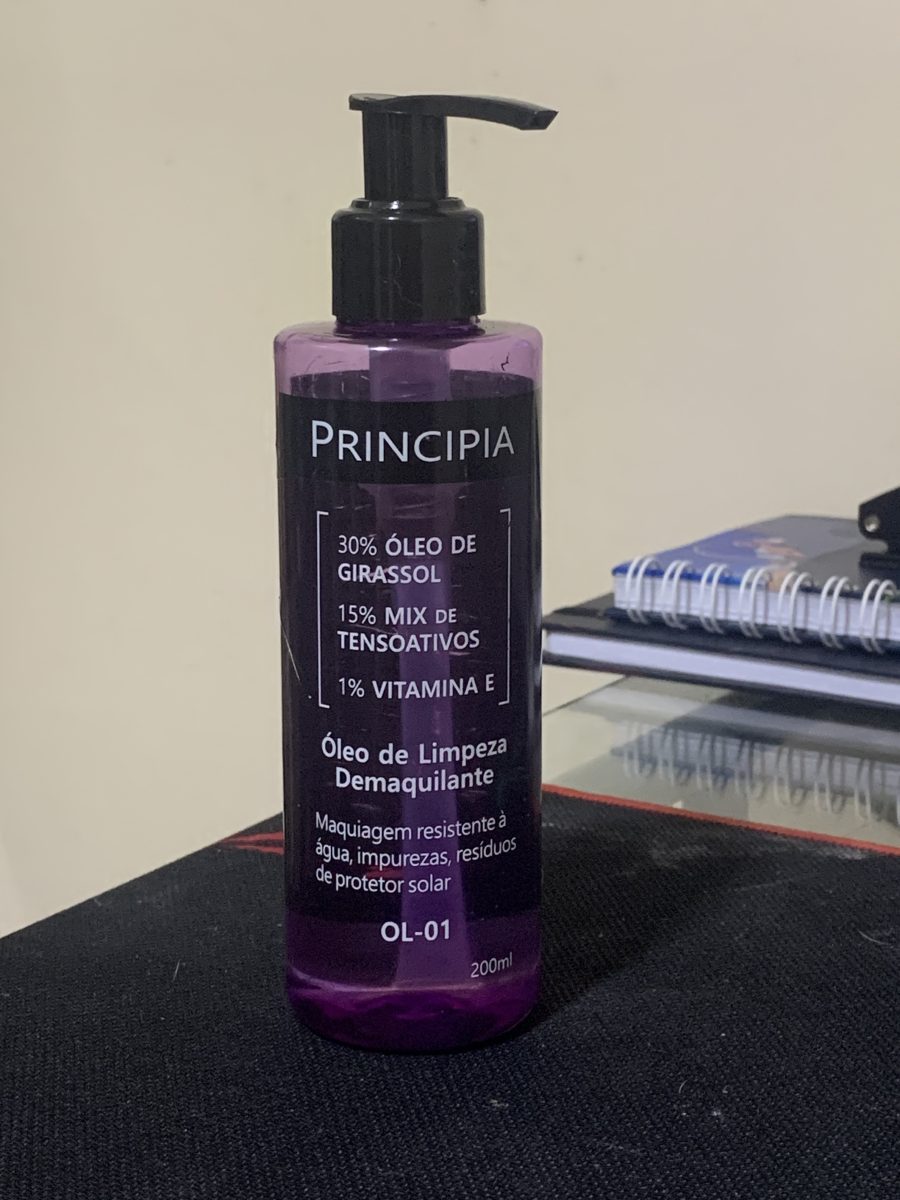 PRINCIPIA
30% ÓLEO DE
GIRASSOL
15% MIX DE
TENSOATIVOS
1% VITAMINA E
Óleo de Limpeza
Demaquilante
Maquiagem resistente à
água, impurezas, resíduos
de protetor solar
OL-01
200ml